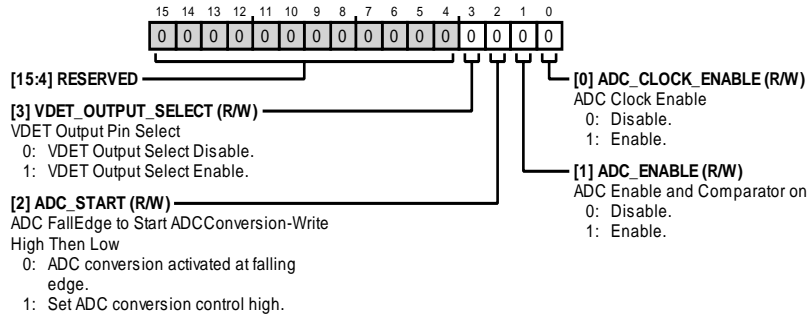 15 14 13 12 11 10 9 8 7 6 5 4 3 2 1 0
0 0 0 0 0 0 0 0 0 0 0 0 0 0 0 0
[15:4] RESERVED
[3] VDET_OUTPUT_SELECT (R/W)
VDET Output Pin Select
0: VDET Output Select Disable.
1: VDET Output Select Enable.
[2] ADC_START (R/W)
ADC FallEdge to Start ADCConversion-Write
High Then Low
0: ADC conversion activated at falling
edge.
1: Set ADC conversion control high.
[0] ADC_CLOCK_ENABLE (R/W)
ADC Clock Enable
0: Disable.
1: Enable.
[1] ADC_ENABLE (R/W)
ADC Enable and Comparator on
0: Disable.
1: Enable.